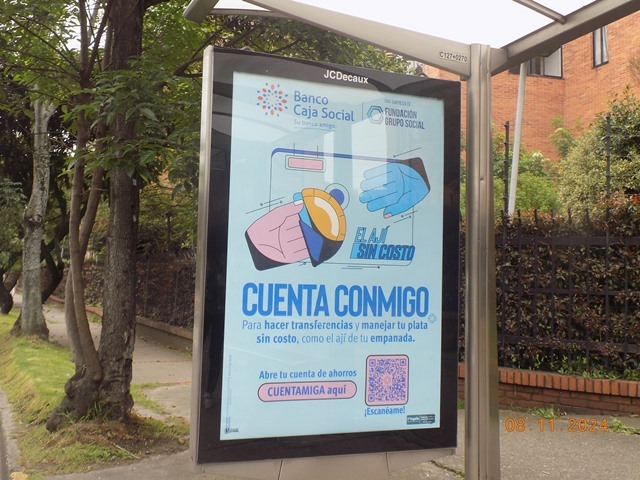 C127+0270
JCDecaux
Banco
Caja Social
Su banco amigo.
FUNDACIÓN
GRUPO SOCIAL
EL AJÍ
SIN COSTO
CUENTA CONMIGO
Para hacer transferencias y manejar tu plata
sin costo, como el ají de tu empanada.
Abre tu cuenta de ahorros
CUENTAMIGA aquí
¡Escanéame!
08.11.2024